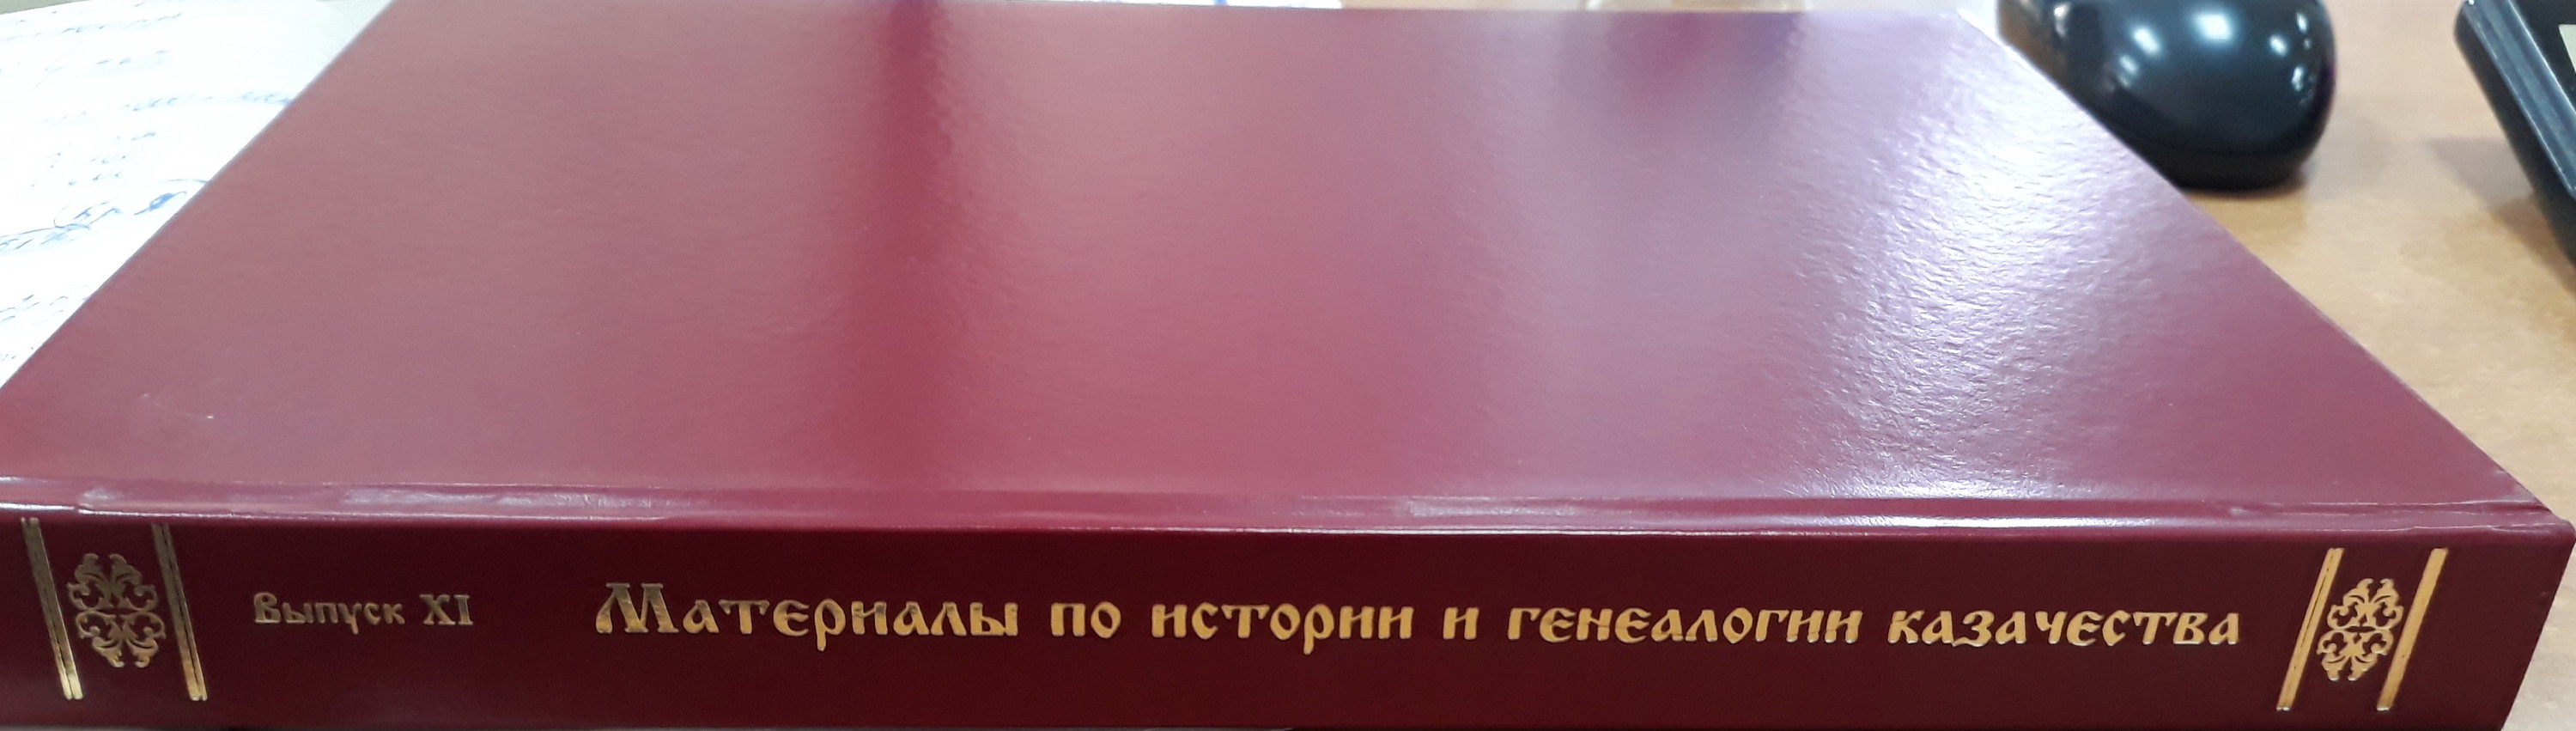 Выпуск XI Материалы по истории и генеалогии казачества